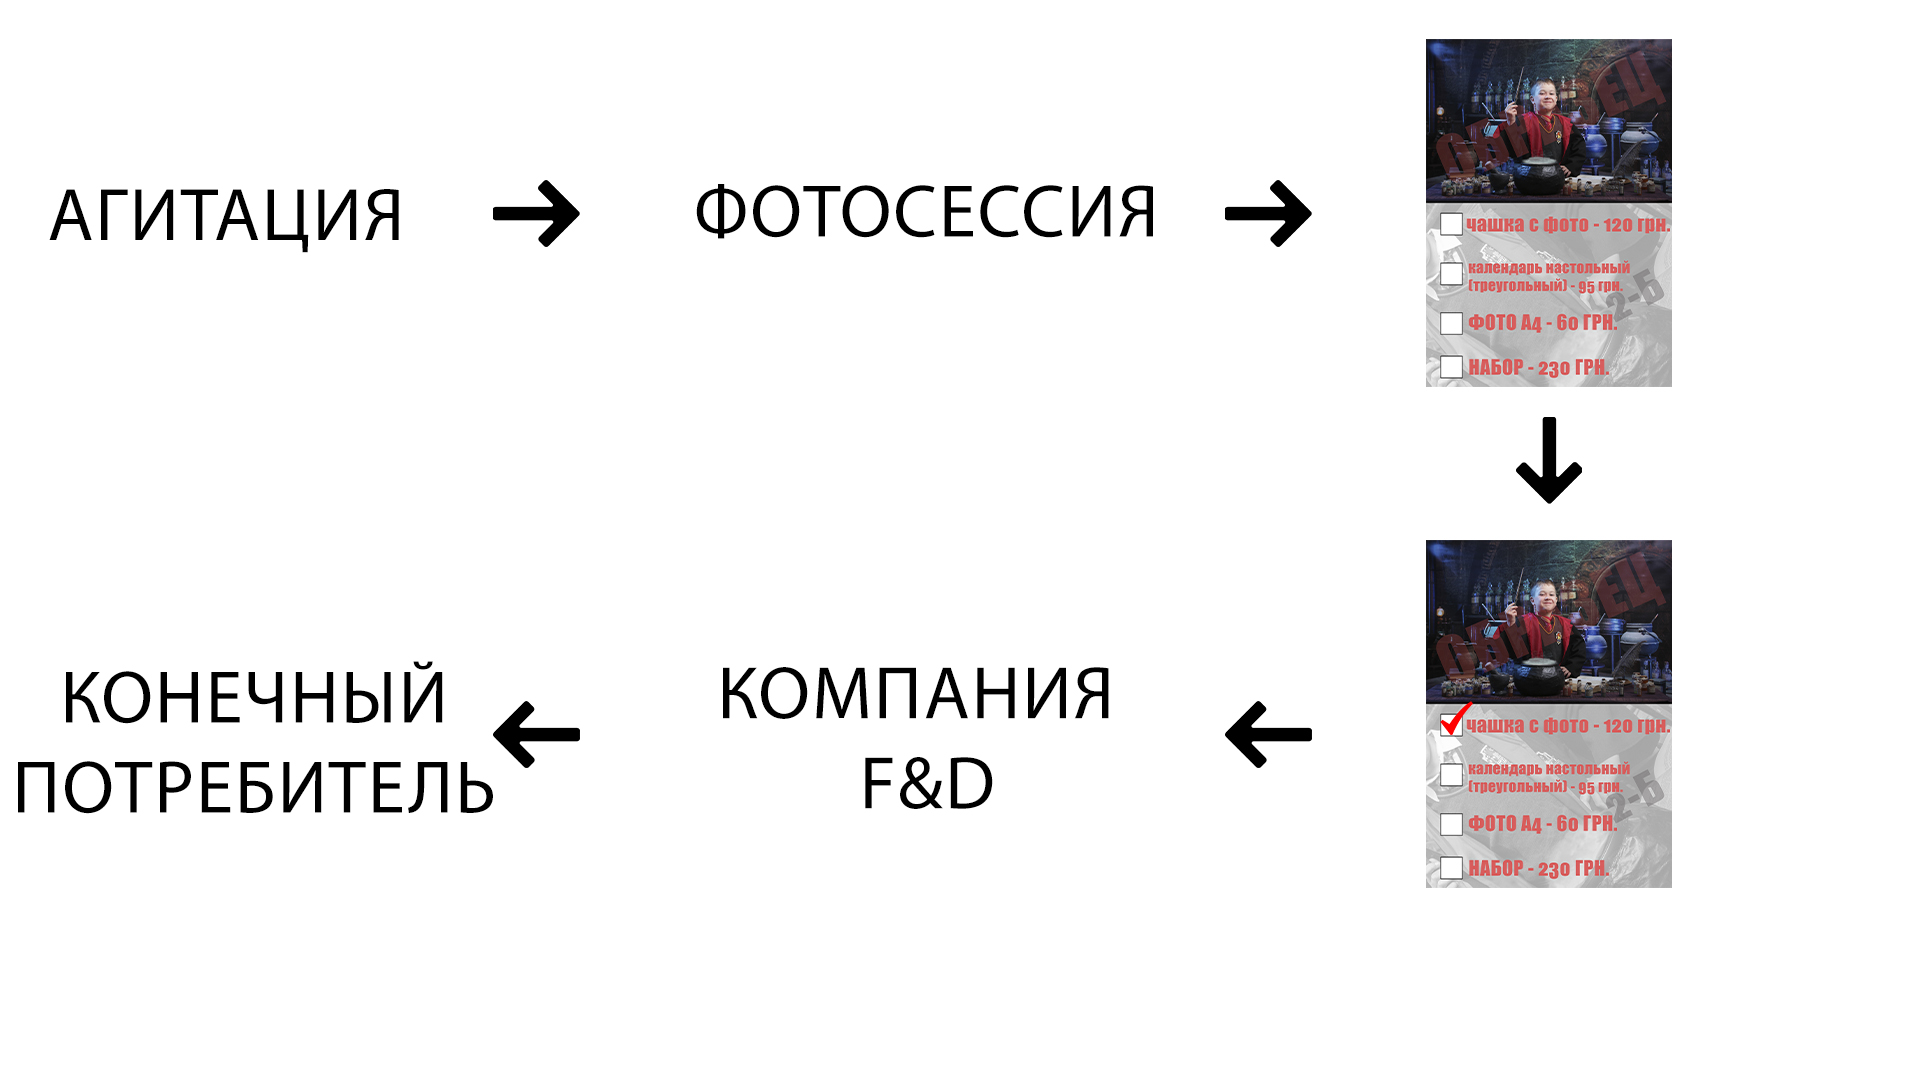 АГИТАЦИЯ
ФОТОСЕССИЯ
ОБРАЗЕЦ
чашка с фото - 120 грн.
календарь настольный
(треугольный) - 95 грн.
2-Б
ФОТО А4 - 60 ГРН.
НАБОР - 230 ГРН.
КОНЕЧНЫЙ
ПОТРЕБИТЕЛЬ
КОМПАНИЯ
F&D
ОБРАЗЕЦ
чашка с фото - 120 грн.
календарь настольный
(треугольный) - 95 грн.
2-Б
ФОТО А4 - 60 ГРН.
НАБОР - 230 ГРН.